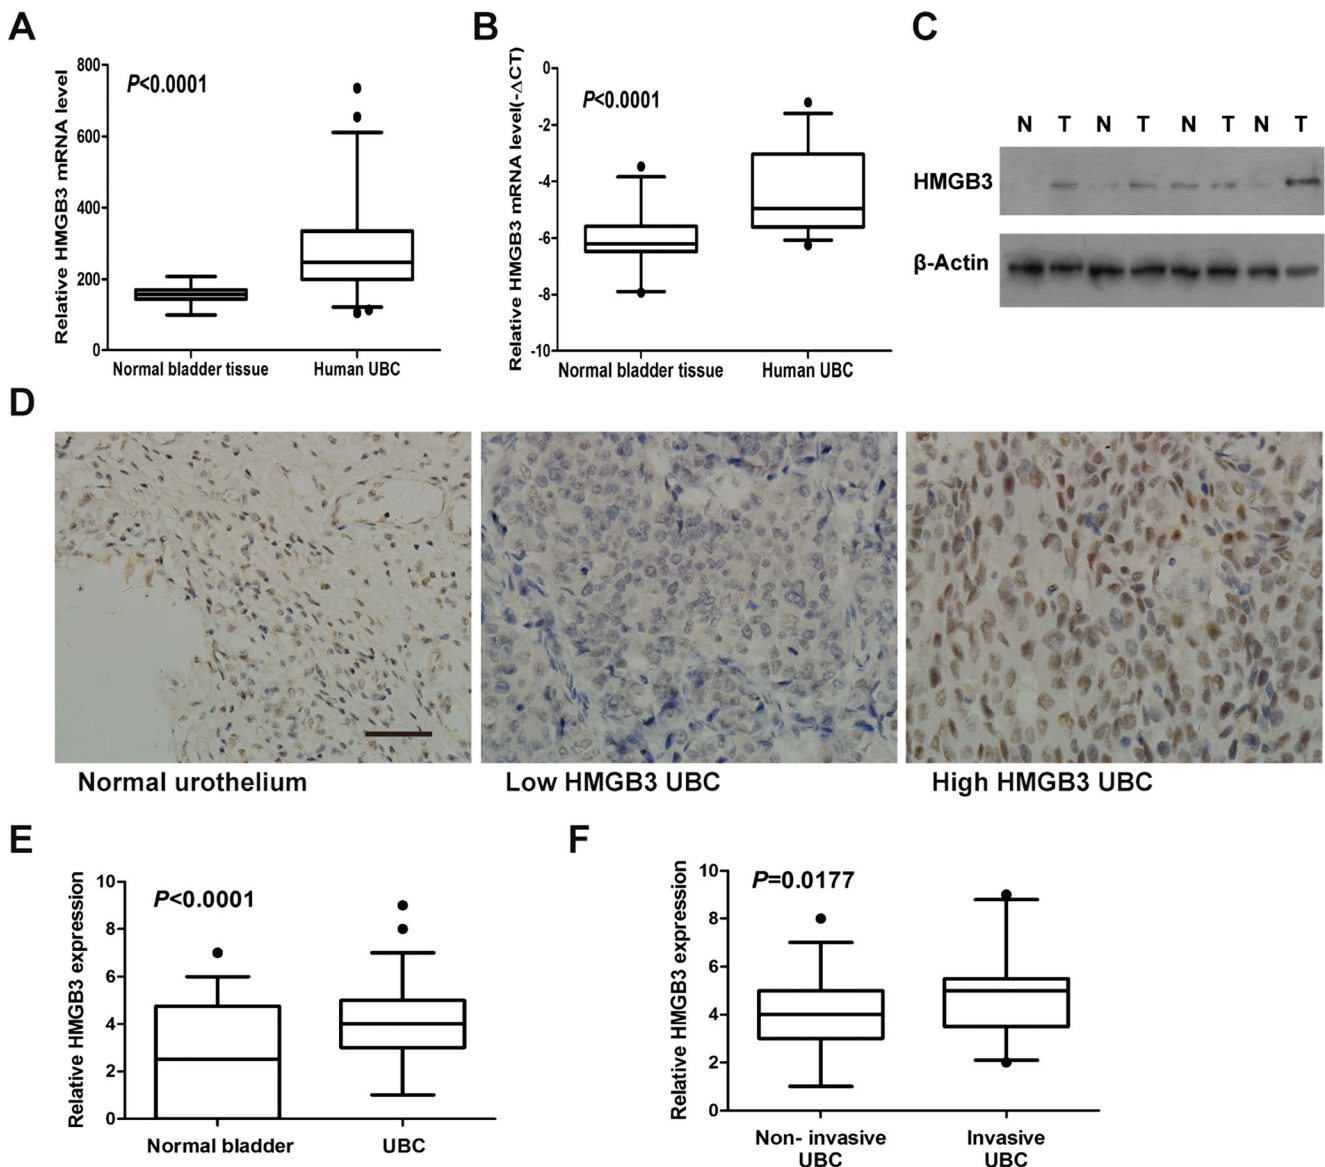 A
Relative HMGB3 mRNA level
800
600
400
200
0
P<0.0001
Normal bladder tissue
Human UBC
B
Relative HMGB3 mRNA level(-ΔCT)
0
-2
-4
-6
-8
-10
P<0.0001
Normal bladder tissue
Human UBC
C
N T N T N T N T
HMGB3
β-Actin
D
Normal urothelium
Low HMGB3 UBC
High HMGB3 UBC
E
Relative HMGB3 expression
10
8
6
4
2
0
P<0.0001
Normal bladder
UBC
F
Relative HMGB3 expression
10
8
6
4
2
0
P=0.0177
Non- invasive
UBC
Invasive
UBC